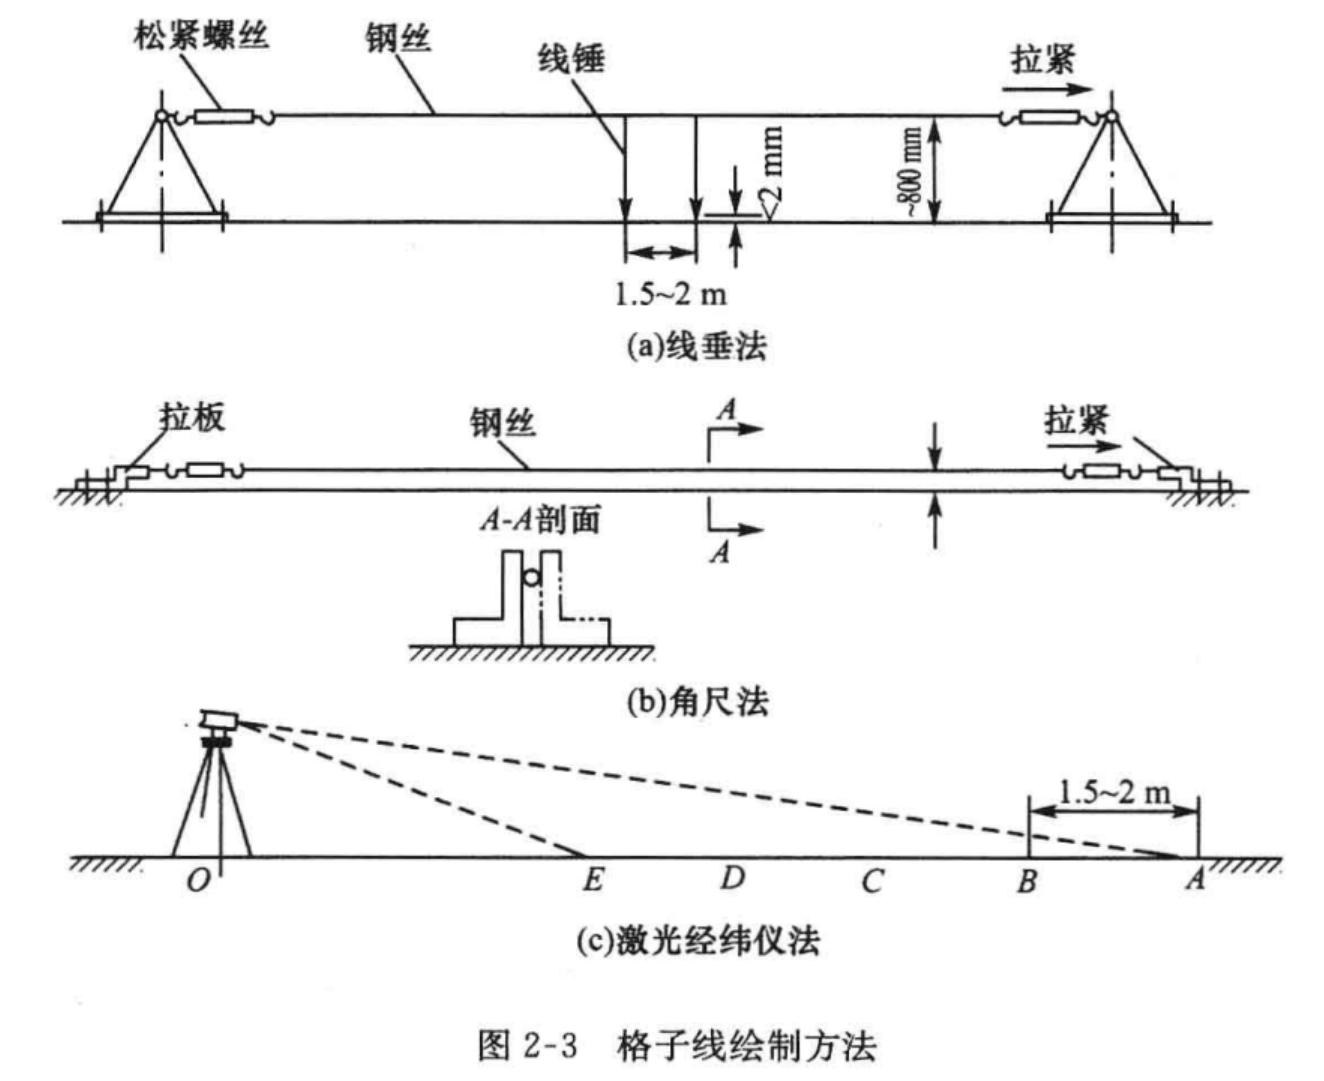 松紧螺丝
钢丝
线锤
拉紧
<2 mm
~800 mm
1.5~2 m
(a)线垂法
拉板
钢丝
A
拉紧
A-A剖面
A
(b)角尺法
1.5~2 m
O
E
D
C
B
A
(c)激光经纬仪法
图 2-3 格子线绘制方法